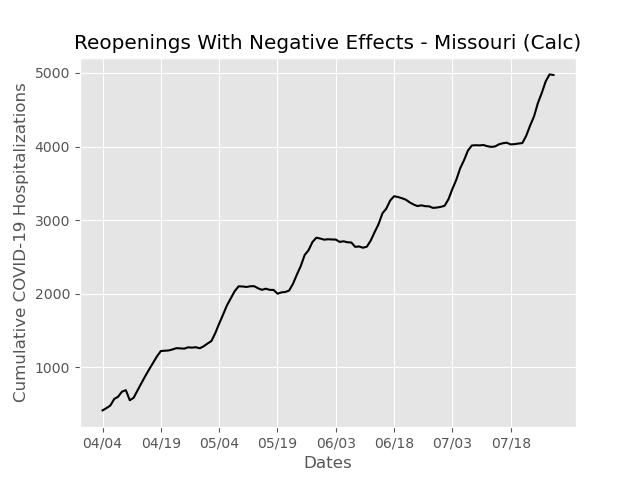 Reopenings With Negative Effects - Missouri (Calc)
Cumulative COVID-19 Hospitalizations
5000
4000
3000
2000
1000
04/04 04/19 05/04 05/19 06/03 06/18 07/03 07/18
Dates